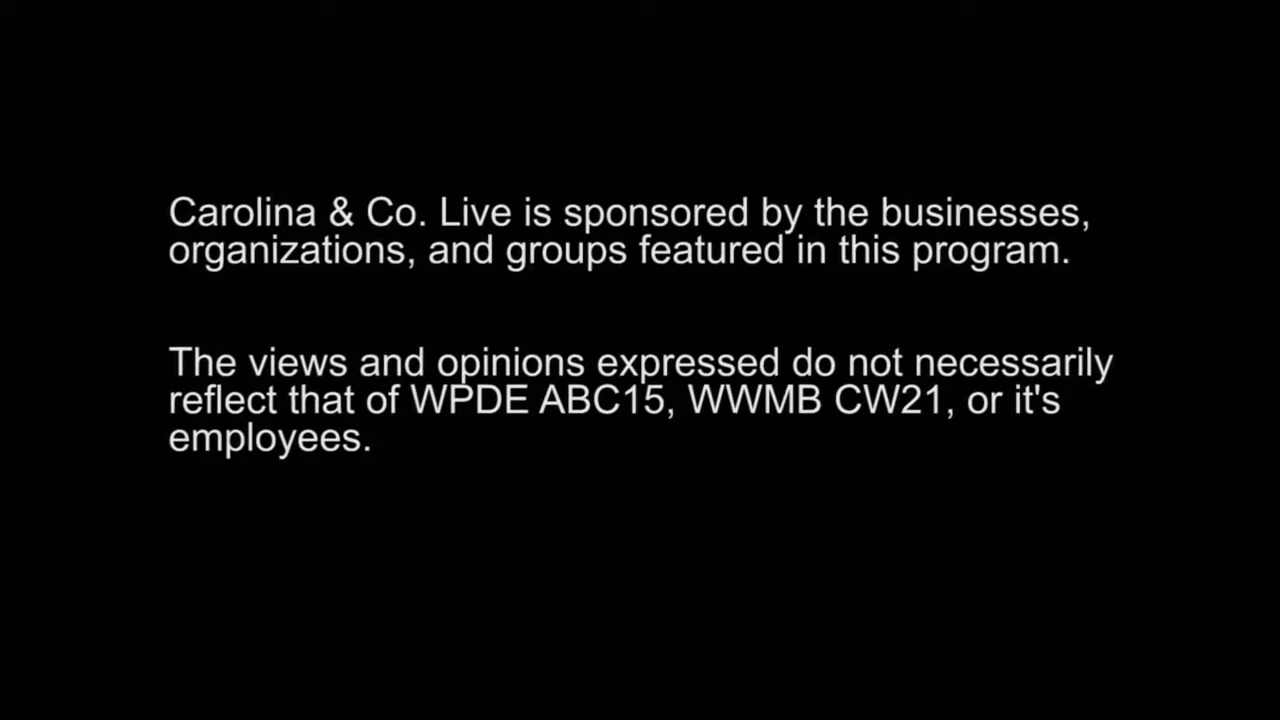 Carolina & Co. Live is sponsored by the businesses,
organizations, and groups featured in this program.
The views and opinions expressed do not necessarily
reflect that of WPDE ABC15, WWMB CW21, or it's
employees.